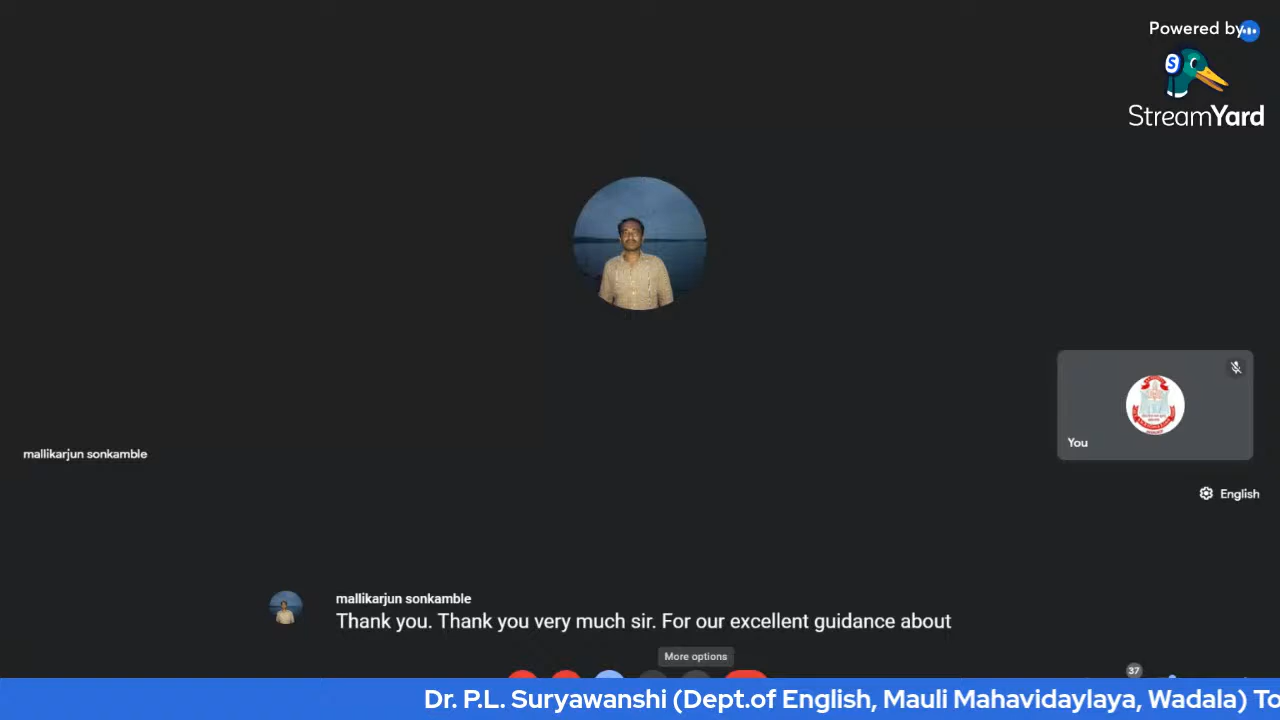 Powered by
S
StreamYard
You
mallikarjun sonkamble
English
mallikarjun sonkamble
Thank you. Thank you very much sir. For our excellent guidance about
More options
37
Dr. P.L. Suryawanshi (Dept.of English, Mauli Mahavidaylaya, Wadala) To